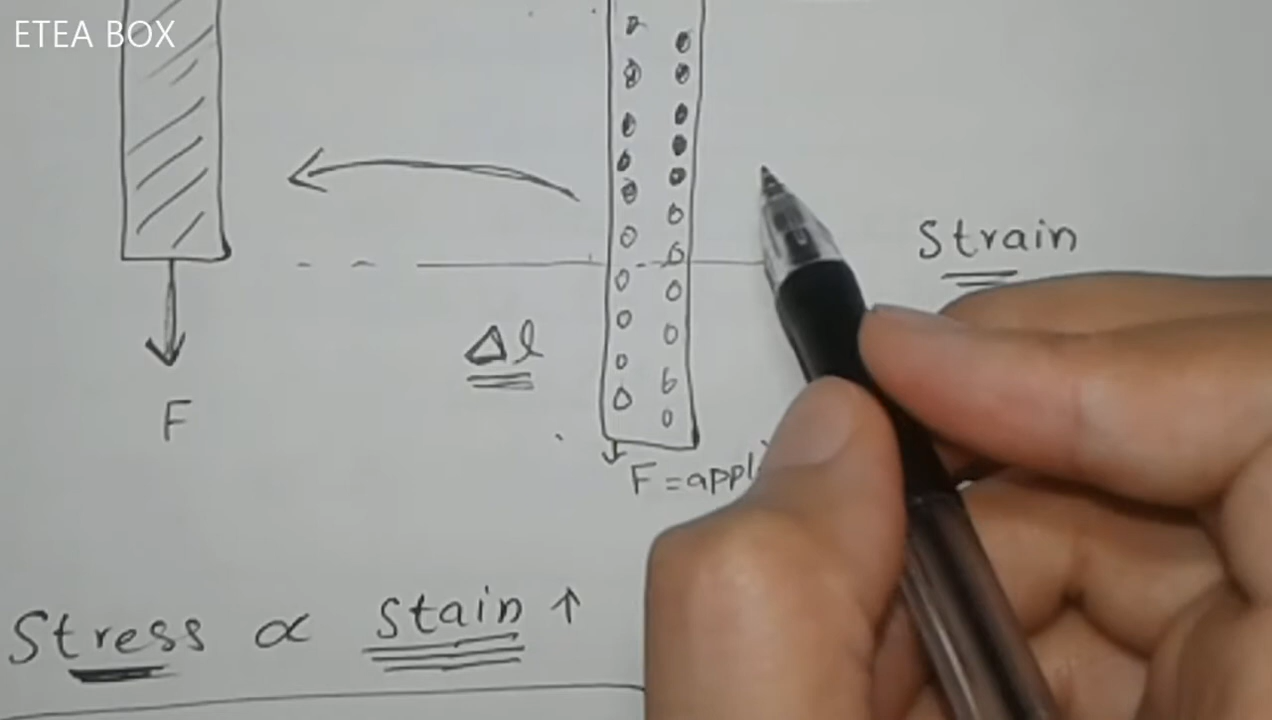 ETEA BOX
Strain
Δl
F
F = appl
Stress ∝ Stain ↑